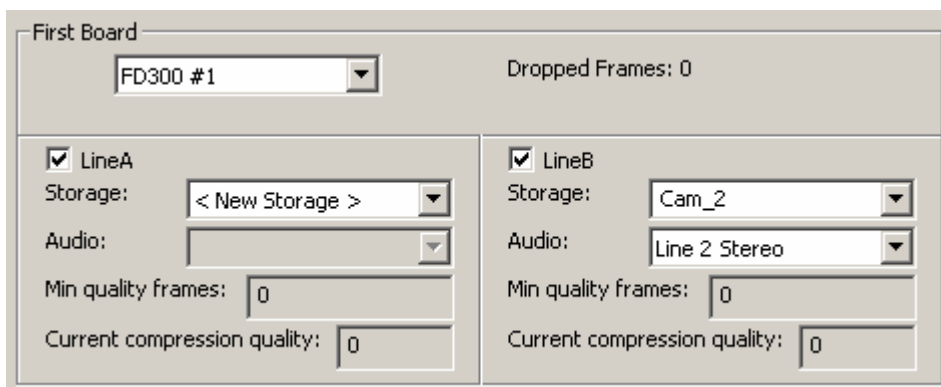 First Board
FD300 #1
Dropped Frames: 0
LineA
Storage: < New Storage >
Audio:
Min quality frames: 0
Current compression quality: 0
LineB
Storage: Cam_2
Audio: Line 2 Stereo
Min quality frames: 0
Current compression quality: 0